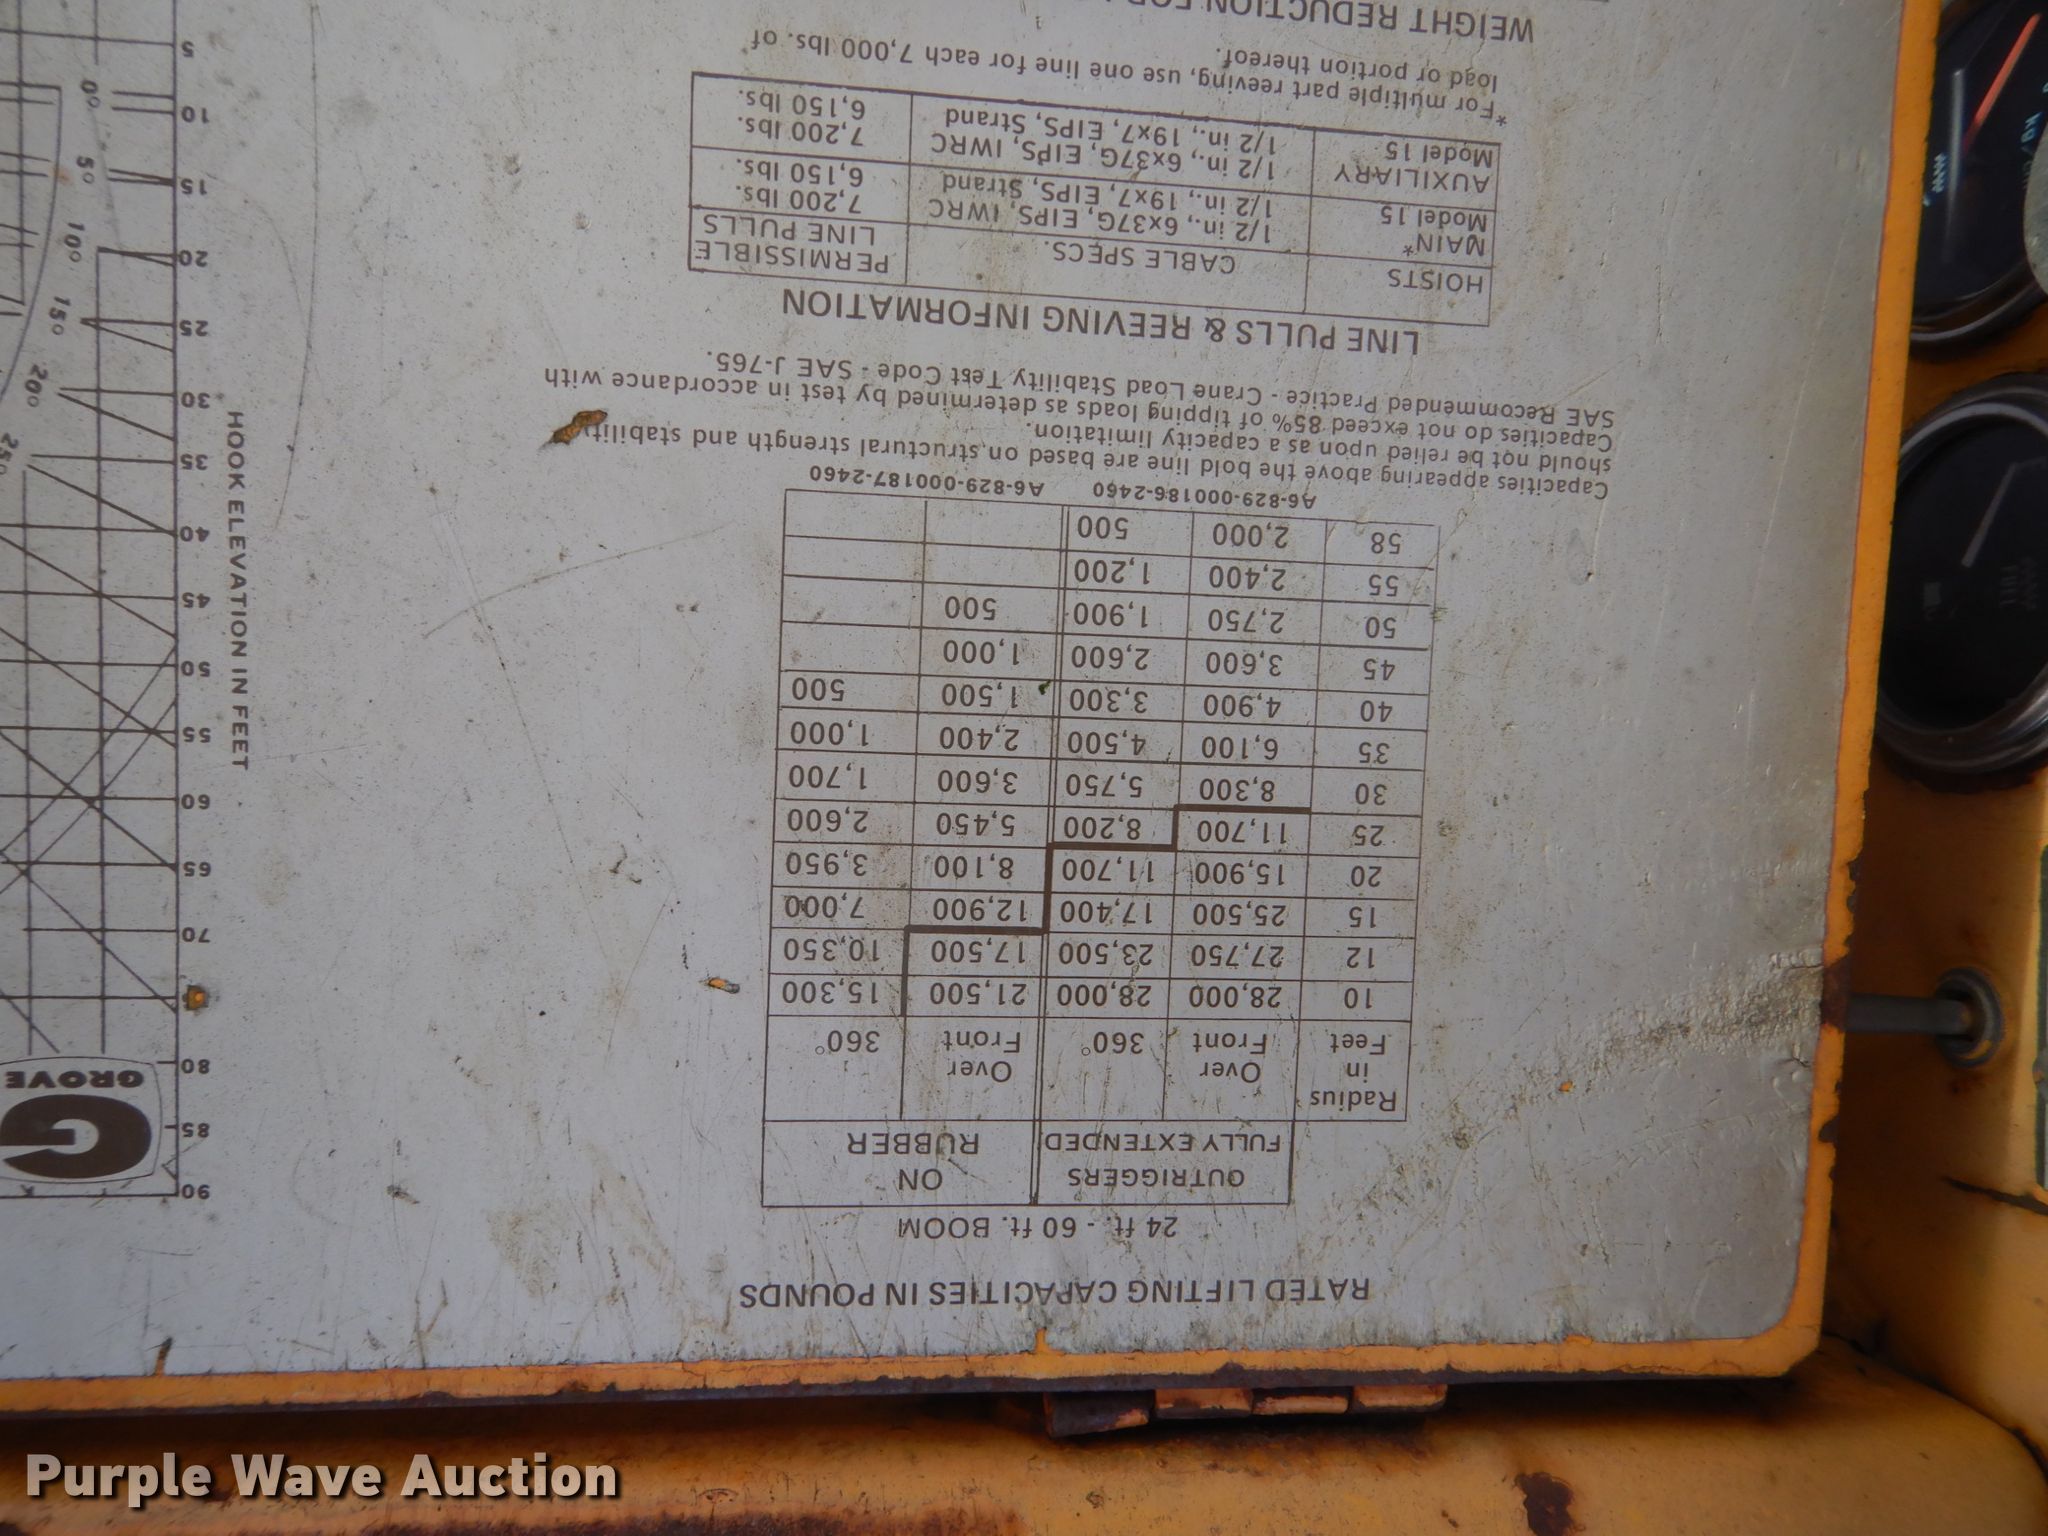 RATED LIFTING CAPACITIES IN POUNDS
24 ft. - 60 ft. BOOM
OUTRIGGERS FULLY EXTENDED ON RUBBER
Radius in Feet Over Front 360° Over Front 360°
10 28,000 28,000 21,500 15,300
12 27,750 23,500 17,500 10,350
15 25,500 17,400 12,900 7,000
20 15,900 11,700 8,100 3,950
25 11,700 8,200 5,450 2,600
30 8,300 5,750 3,600 1,700
35 6,100 4,500 2,400 1,000
40 4,900 3,300 1,500 500
45 3,600 2,600 1,000
50 2,750 1,900 500
55 2,400 1,200
58 2,000 500
A6-829-000186-2460 A6-829-000187-2460
Capacities appearing above the bold line are based on structural strength and stability
should not be relied upon as a capacity limitation.
Capacities do not exceed 85% of tipping loads as determined by test in accordance with
SAE Recommended Practice - Crane Load Stability Test Code - SAE J-765.
LINE PULLS & REEVING INFORMATION
HOISTS CABLE SPECS. PERMISSIBLE LINE PULLS
MAIN* 1/2 in., 6x37G, EIPS, IWRC 7,200 lbs.
Model 15 1/2 in., 19x7, EIPS, Strand 6,150 lbs.
AUXILIARY 1/2 in., 6x37G, EIPS, IWRC 7,200 lbs.
Model 15 1/2 in., 19x7, EIPS, Strand 6,150 lbs.
*For multiple part reeving, use one line for each 7,000 lbs. of
load or portion thereof.
WEIGHT REDUCTION FOR
G
GROVE
90
85
80
70
65
60
55
50
45
40
35
30
25
20
15
10
5
HOOK ELEVATION IN FEET
250
200
150
100
50
00
Purple Wave Auction